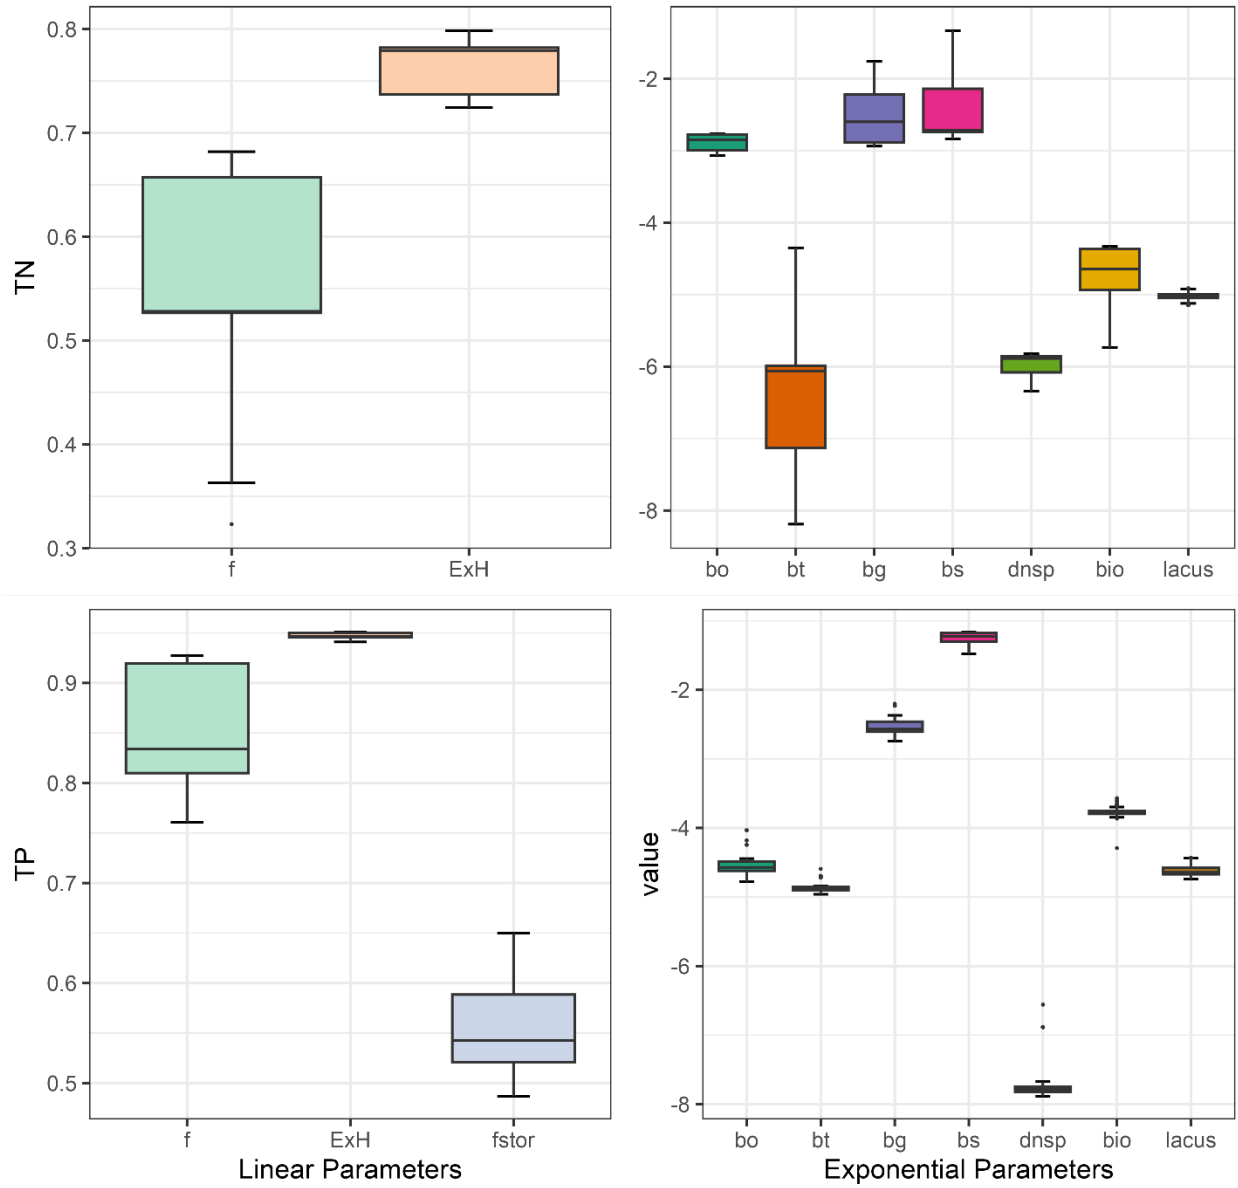 TN
0.8
0.7
0.6
0.5
0.4
0.3
f ExH
-2
-4
-6
-8
bo bt bg bs dnsp bio lacus
TP
0.9
0.8
0.7
0.6
0.5
f ExH fstor
Linear Parameters
value
-2
-4
-6
-8
bo bt bg bs dnsp bio lacus
Exponential Parameters